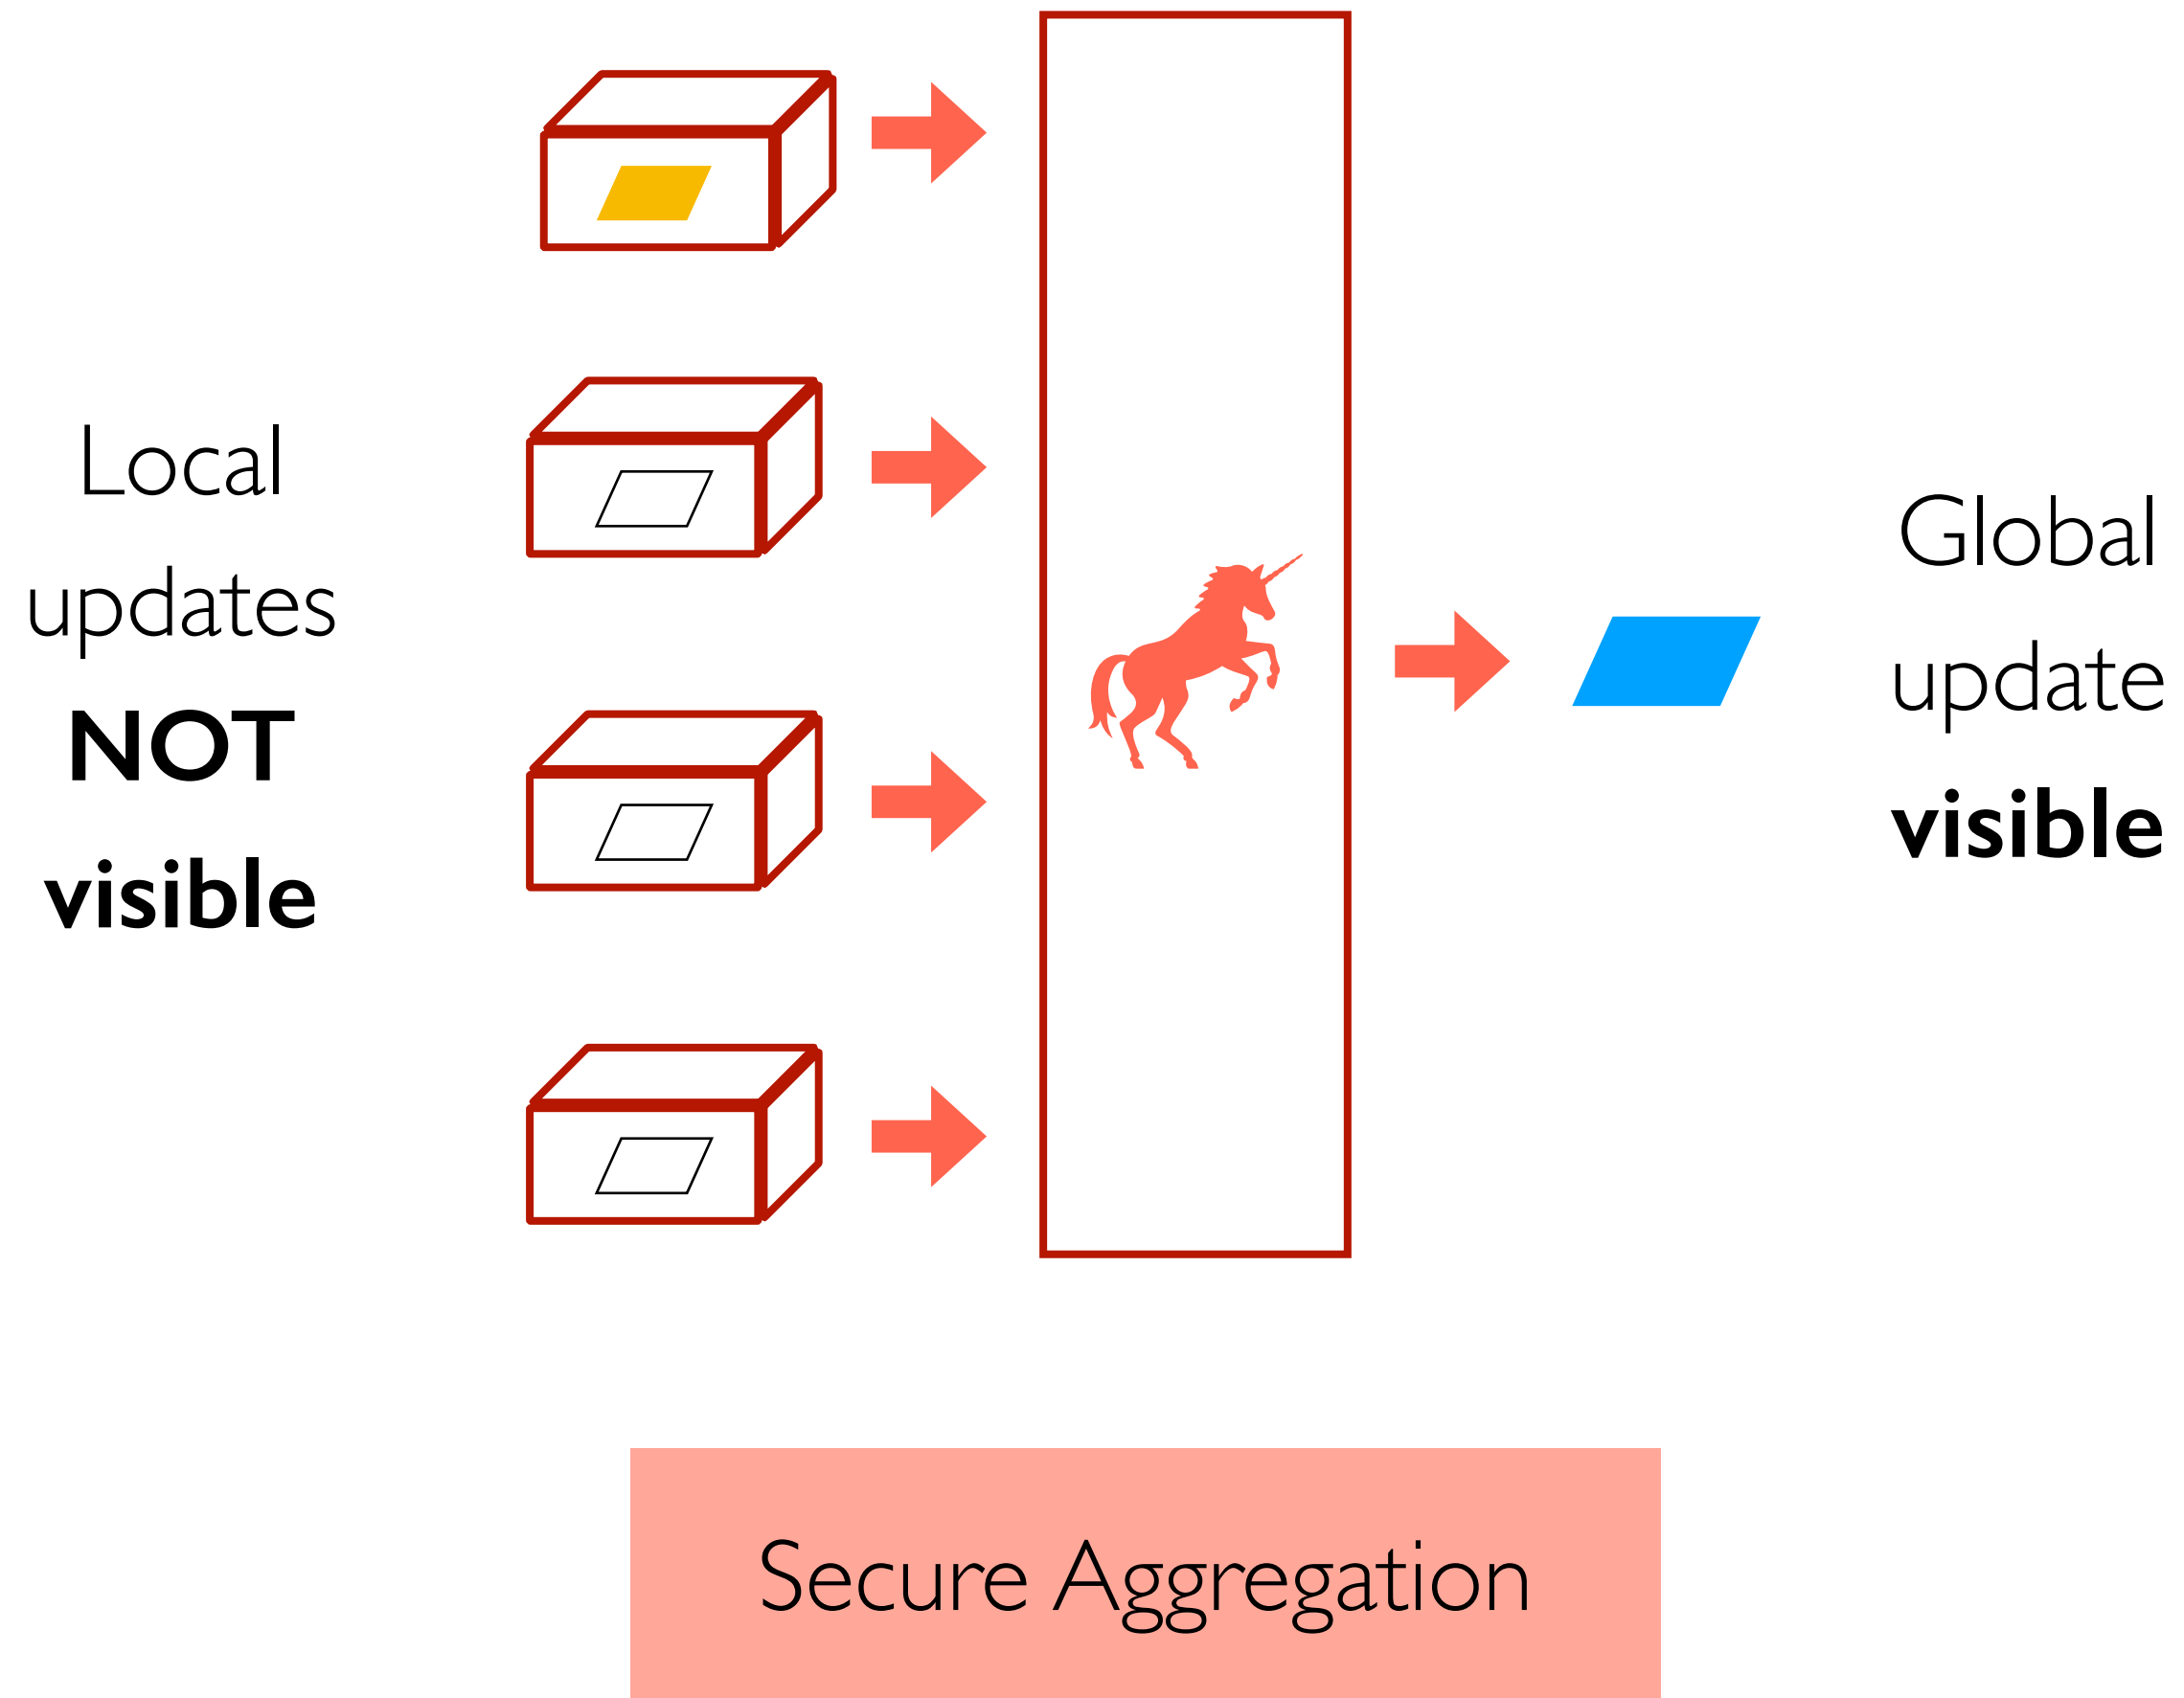 Local
updates
NOT
visible
Global
update
visible
Secure Aggregation